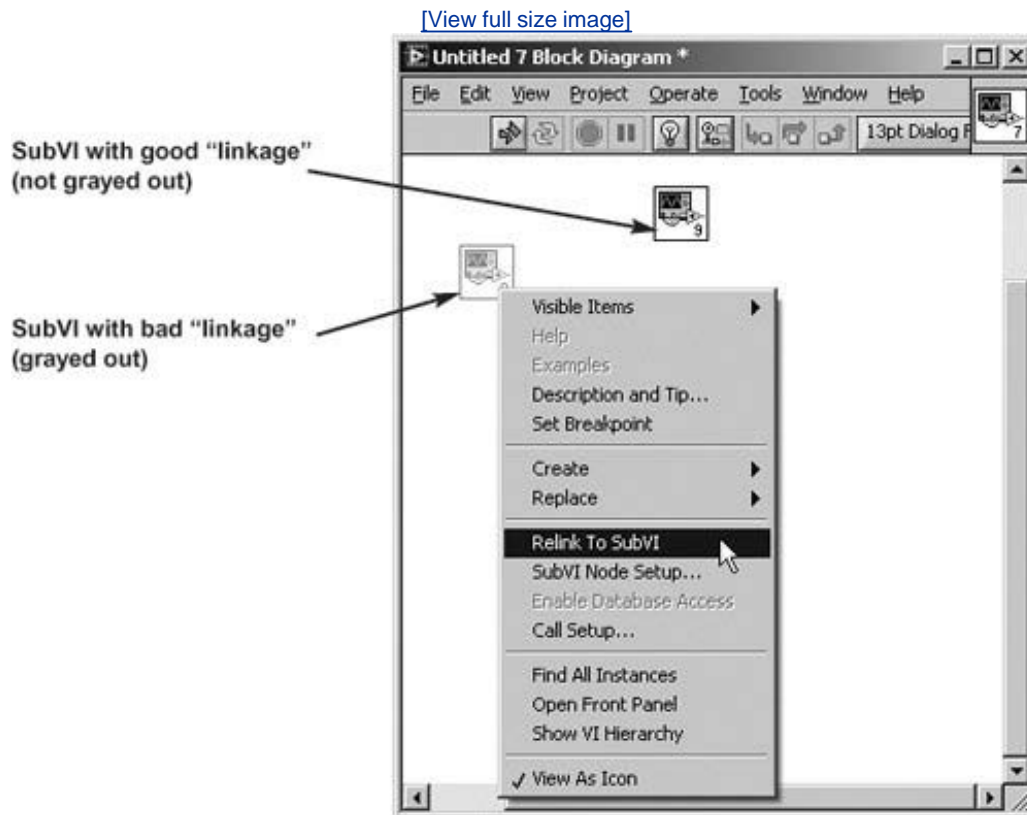 [View full size image]
Untitled 7 Block Diagram *
File Edit View Project Operate Tools Window Help
13pt Dialog F
7
SubVI with good “linkage”
(not grayed out)
9
SubVI with bad “linkage”
(grayed out)
Visible Items
Help
Examples
Description and Tip...
Set Breakpoint
Create
Replace
Relink To SubVI
SubVI Node Setup...
Enable Database Access
Call Setup...
Find All Instances
Open Front Panel
Show VI Hierarchy
✓ View As Icon